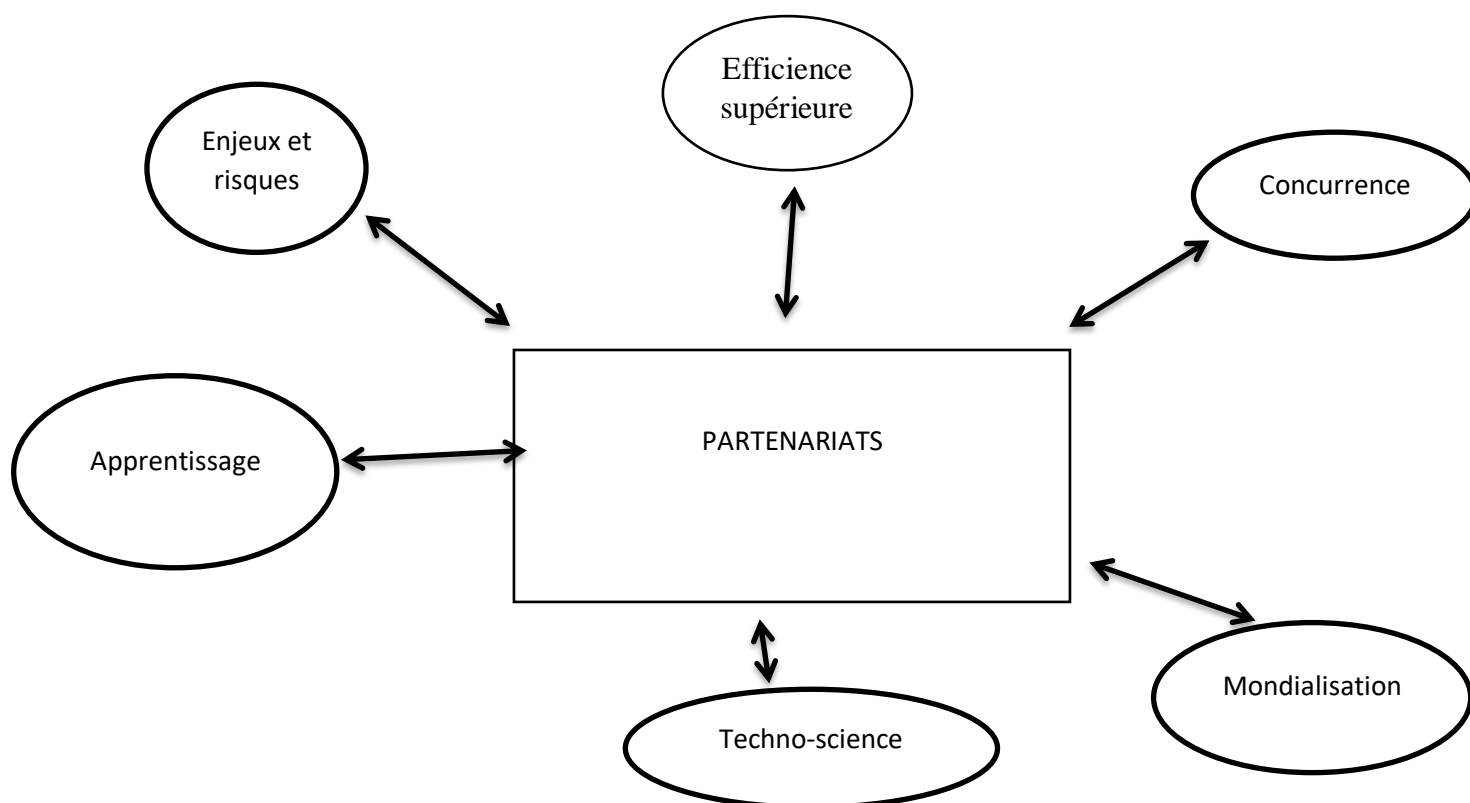 Efficience
supérieure
Enjeux et
risques
Concurrence
Apprentissage
PARTENARIATS
Mondialisation
Techno-science